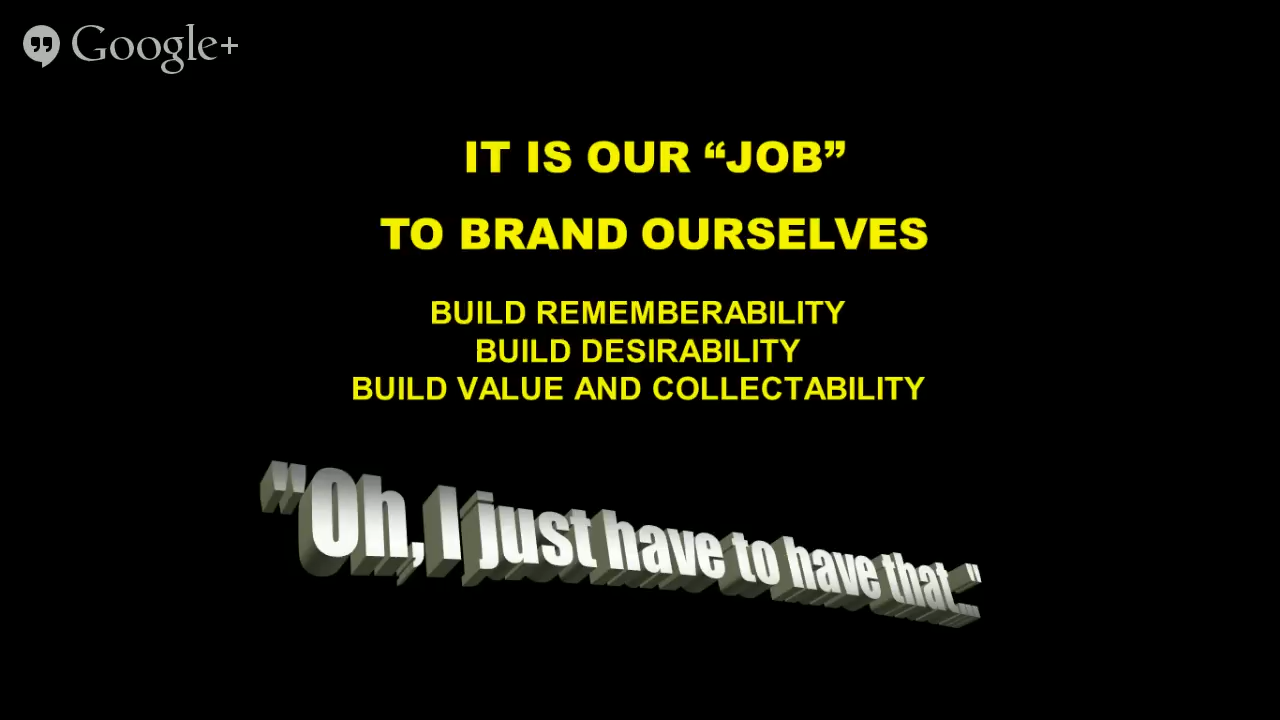 Google+
IT IS OUR “JOB”
TO BRAND OURSELVES
BUILD REMEMBERABILITY
BUILD DESIRABILITY
BUILD VALUE AND COLLECTABILITY
"Oh, I just have to have that..."